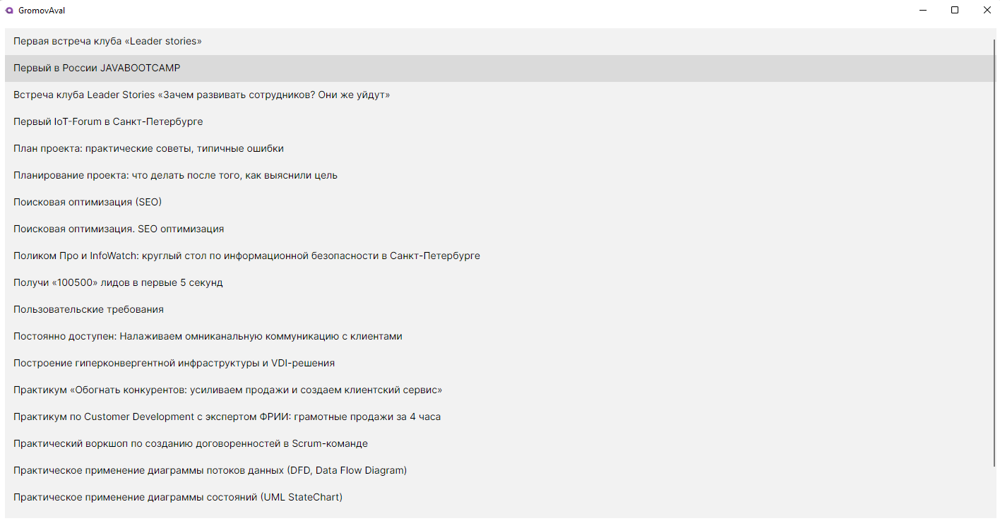 GromovAval
Первая встреча клуба «Leader stories»
Первый в России JAVABOOTCAMP
Встреча клуба Leader Stories «Зачем развивать сотрудников? Они же уйдут»
Первый IoT-Forum в Санкт-Петербурге
План проекта: практические советы, типичные ошибки
Планирование проекта: что делать после того, как выяснили цель
Поисковая оптимизация (SEO)
Поисковая оптимизация. SEO оптимизация
Поликом Про и InfoWatch: круглый стол по информационной безопасности в Санкт-Петербурге
Получи «100500» лидов в первые 5 секунд
Пользовательские требования
Постоянно доступен: Налаживаем омниканальную коммуникацию с клиентами
Построение гиперконвергентной инфраструктуры и VDI-решения
Практикум «Обогнать конкурентов: усиливаем продажи и создаем клиентский сервис»
Практикум по Customer Development с экспертом ФРИИ: грамотные продажи за 4 часа
Практический воркшоп по созданию договоренностей в Scrum-команде
Практическое применение диаграммы потоков данных (DFD, Data Flow Diagram)
Практическое применение диаграммы состояний (UML StateChart)